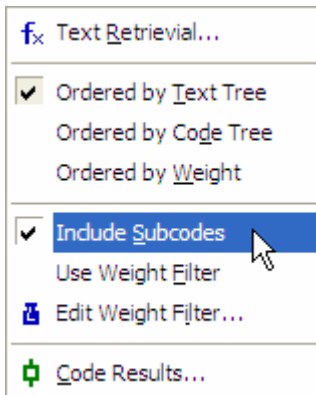 fx Text Retrievial...
Ordered by Text Tree
Ordered by Code Tree
Ordered by Weight
Include Subcodes
Use Weight Filter
Edit Weight Filter...
Code Results...